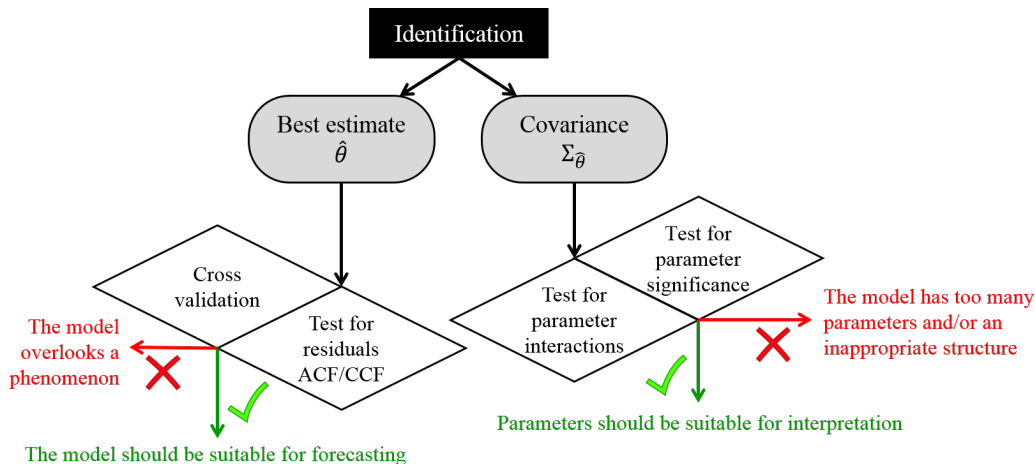 Identification
Best estimate
θ̂
Covariance
Σ_θ̂
Cross
validation
Test for
residuals
ACF/CCF
Test for
parameter
significance
Test for
parameter
interactions
The model
overlooks a
phenomenon
The model has too many
parameters and/or an
inappropriate structure
The model should be suitable for forecasting
Parameters should be suitable for interpretation